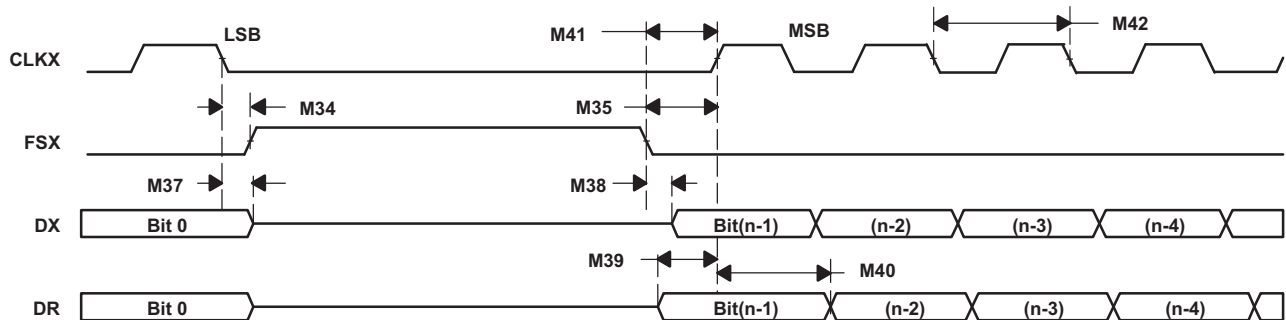 LSB
M41
MSB
M42
CLKX
M34
M35
FSX
M37
M38
DX
Bit 0
Bit(n-1)
(n-2)
(n-3)
(n-4)
M39
M40
DR
Bit 0
Bit(n-1)
(n-2)
(n-3)
(n-4)